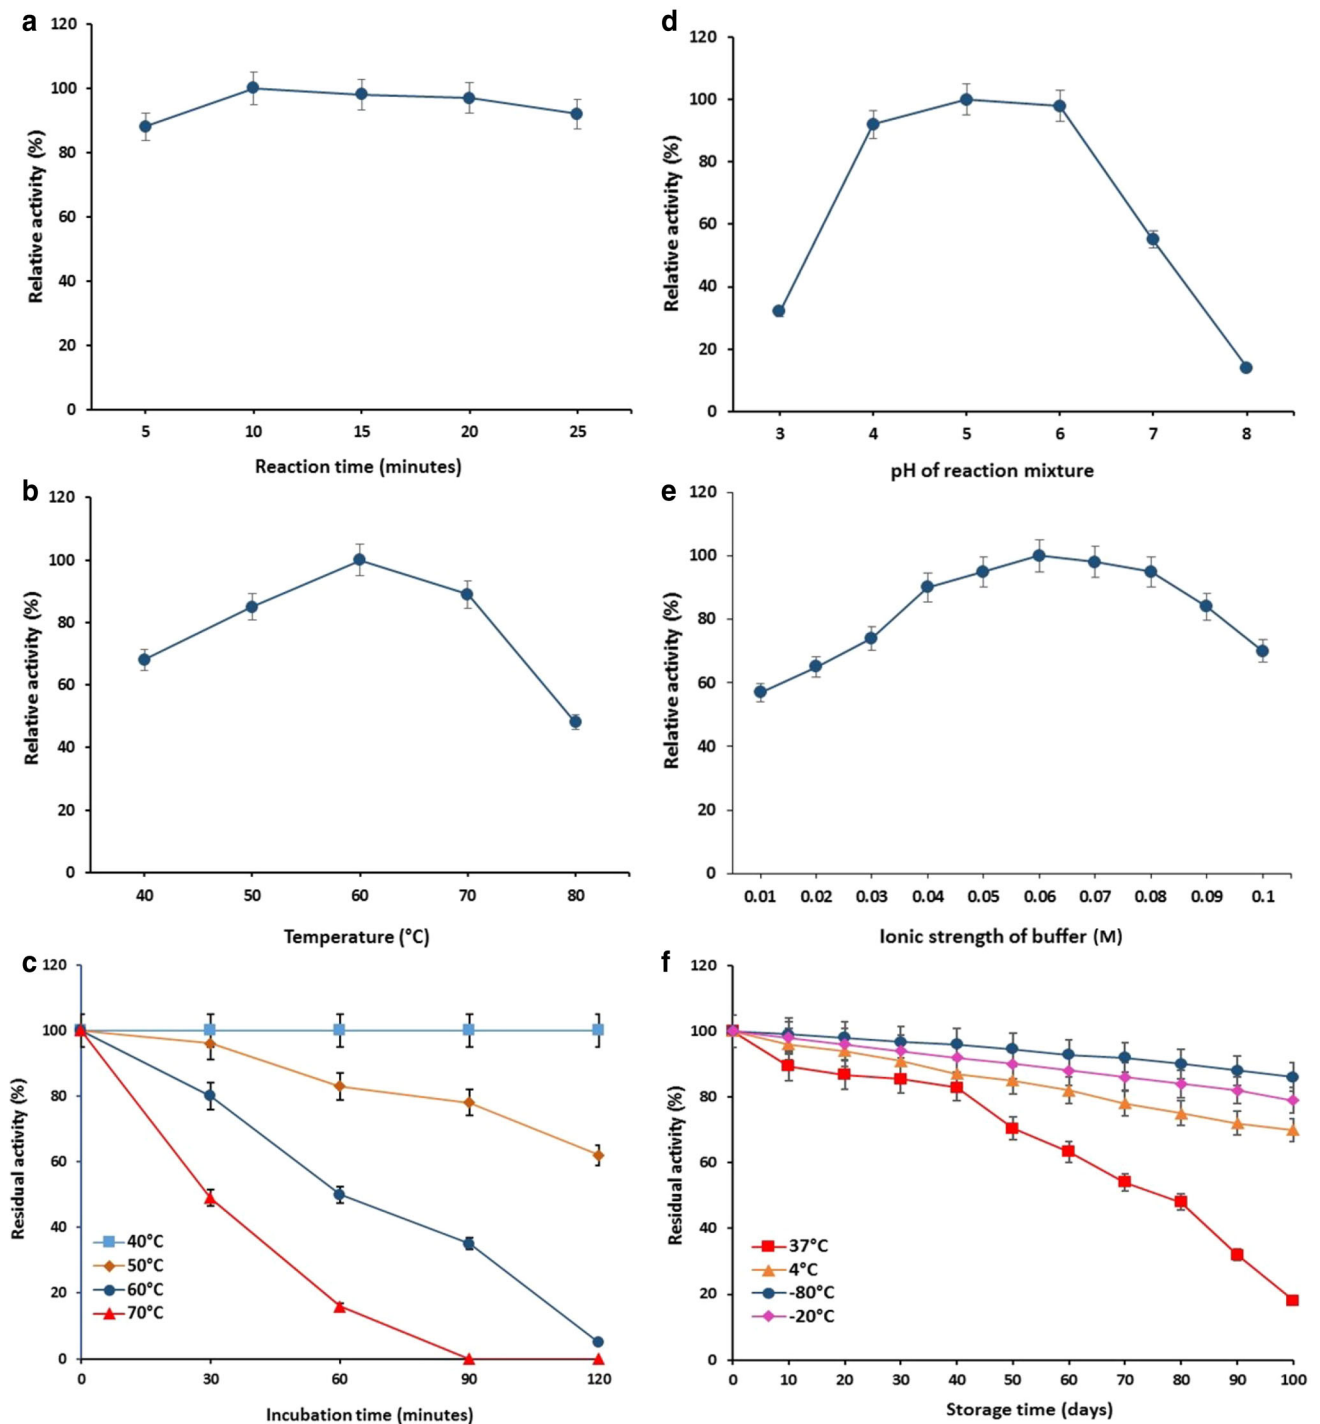 a
120
100
80
60
40
20
0
Relative activity (%)
5 10 15 20 25
Reaction time (minutes)
d
120
100
80
60
40
20
0
Relative activity (%)
3 4 5 6 7 8
pH of reaction mixture
b
120
100
80
60
40
20
0
Relative activity (%)
40 50 60 70 80
Temperature (°C)
e
120
100
80
60
40
20
0
Relative activity (%)
0.01 0.02 0.03 0.04 0.05 0.06 0.07 0.08 0.09 0.1
Ionic strength of buffer (M)
c
120
100
80
60
40
20
0
Residual activity (%)
40°C
50°C
60°C
70°C
0 30 60 90 120
Incubation time (minutes)
f
120
100
80
60
40
20
0
Residual activity (%)
37°C
4°C
-80°C
-20°C
0 10 20 30 40 50 60 70 80 90 100
Storage time (days)